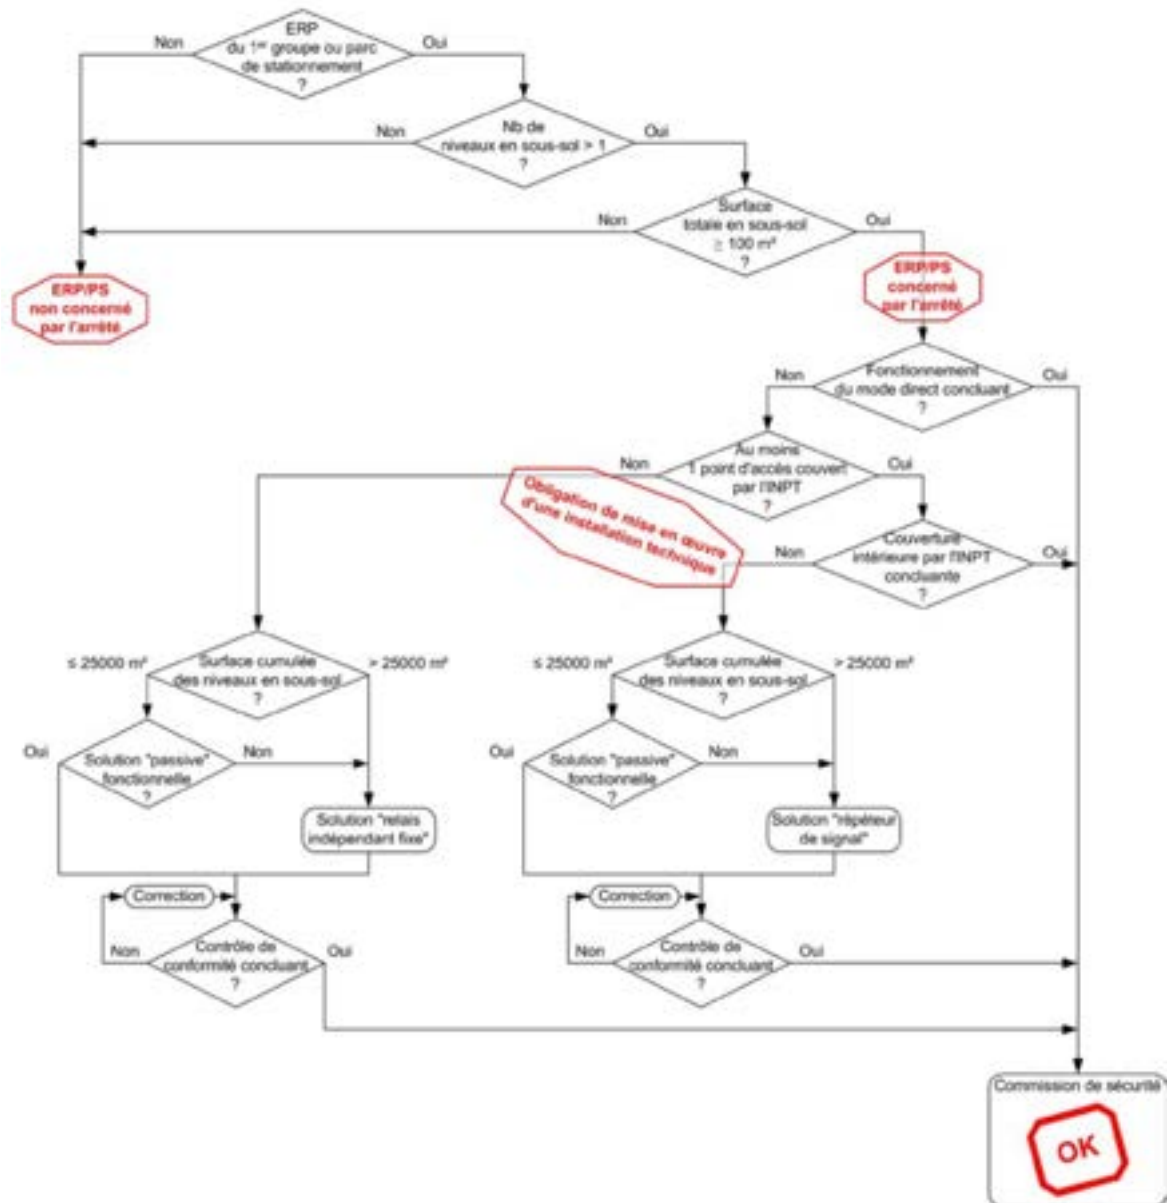 ERP
du 1er groupe ou parc
de stationnement
?
Non
Oui
Nb de
niveaux en sous-sol > 1
?
Non
Oui
Surface
totale en sous-sol
≥ 100 m²
?
Non
Oui
ERP/PS
non concerné
par l'arrêté
ERP/PS
concerné
par l'arrêté
Fonctionnement
du mode direct concluant
?
Non
Oui
Au moins
1 point d'accès couvert
par l'INPT
?
Non
Oui
Obligation de mise en œuvre
d'une installation technique
Couverture
intérieure par l'INPT
concluante
?
Non
Oui
≤ 25000 m²
Surface cumulée
des niveaux en sous-sol
?
> 25000 m²
≤ 25000 m²
Surface cumulée
des niveaux en sous-sol
?
> 25000 m²
Oui
Solution "passive"
fonctionnelle
?
Non
Oui
Solution "passive"
fonctionnelle
?
Non
Solution "relais
indépendant fixe"
Solution "répéteur
de signal"
Correction
Correction
Non
Contrôle de
conformité concluant
?
Oui
Non
Contrôle de
conformité concluant
?
Oui
Commission de sécurité
OK